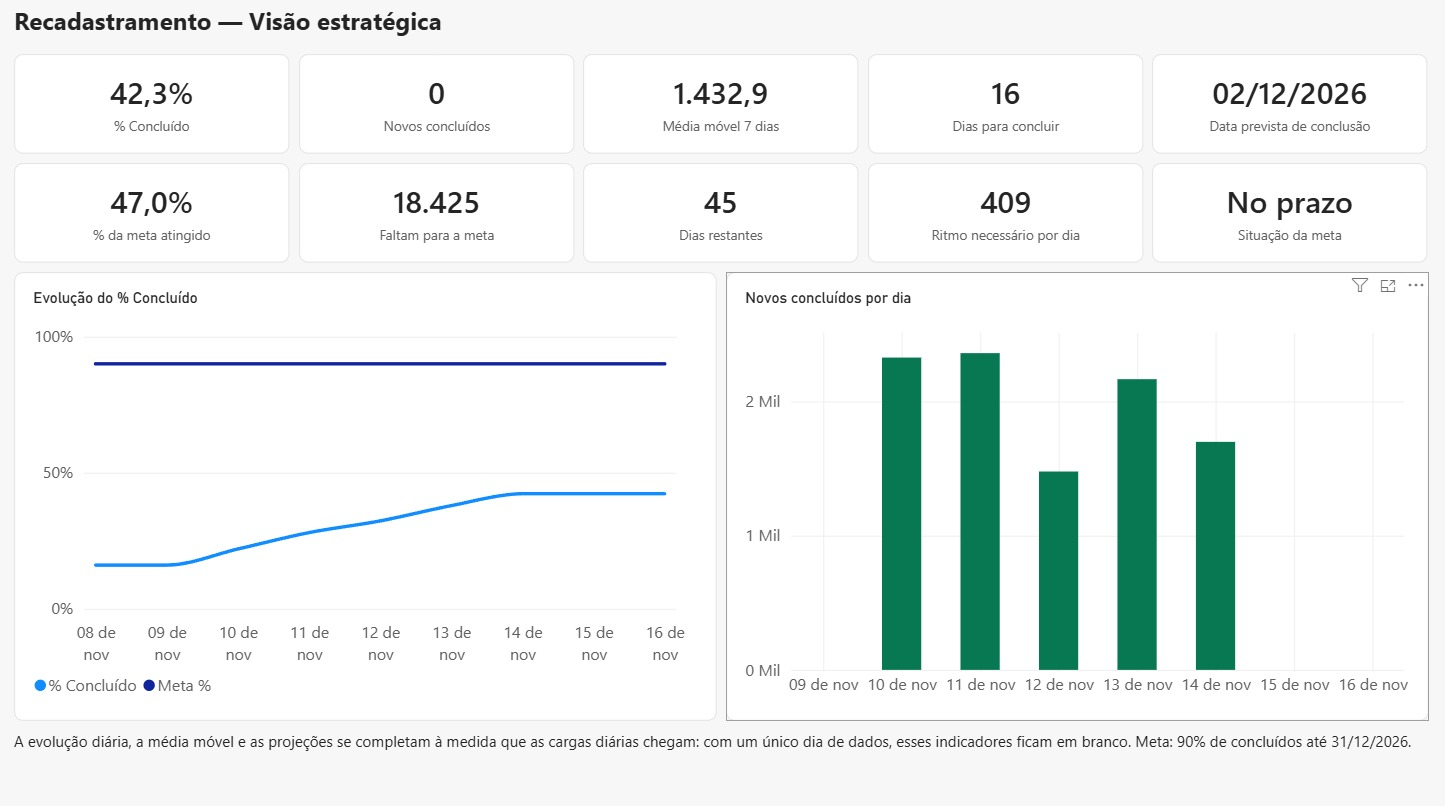 Recadastramento — Visão estratégica
42,3%
% Concluído
0
Novos concluídos
1.432,9
Média móvel 7 dias
16
Dias para concluir
02/12/2026
Data prevista de conclusão
47,0%
% da meta atingido
18.425
Faltam para a meta
45
Dias restantes
409
Ritmo necessário por dia
No prazo
Situação da meta
Evolução do % Concluído
100%
50%
0%
08 de nov
09 de nov
10 de nov
11 de nov
12 de nov
13 de nov
14 de nov
15 de nov
16 de nov
% Concluído
Meta %
Novos concluídos por dia
2 Mil
1 Mil
0 Mil
09 de nov
10 de nov
11 de nov
12 de nov
13 de nov
14 de nov
15 de nov
16 de nov
A evolução diária, a média móvel e as projeções se completam à medida que as cargas diárias chegam: com um único dia de dados, esses indicadores ficam em branco. Meta: 90% de concluídos até 31/12/2026.